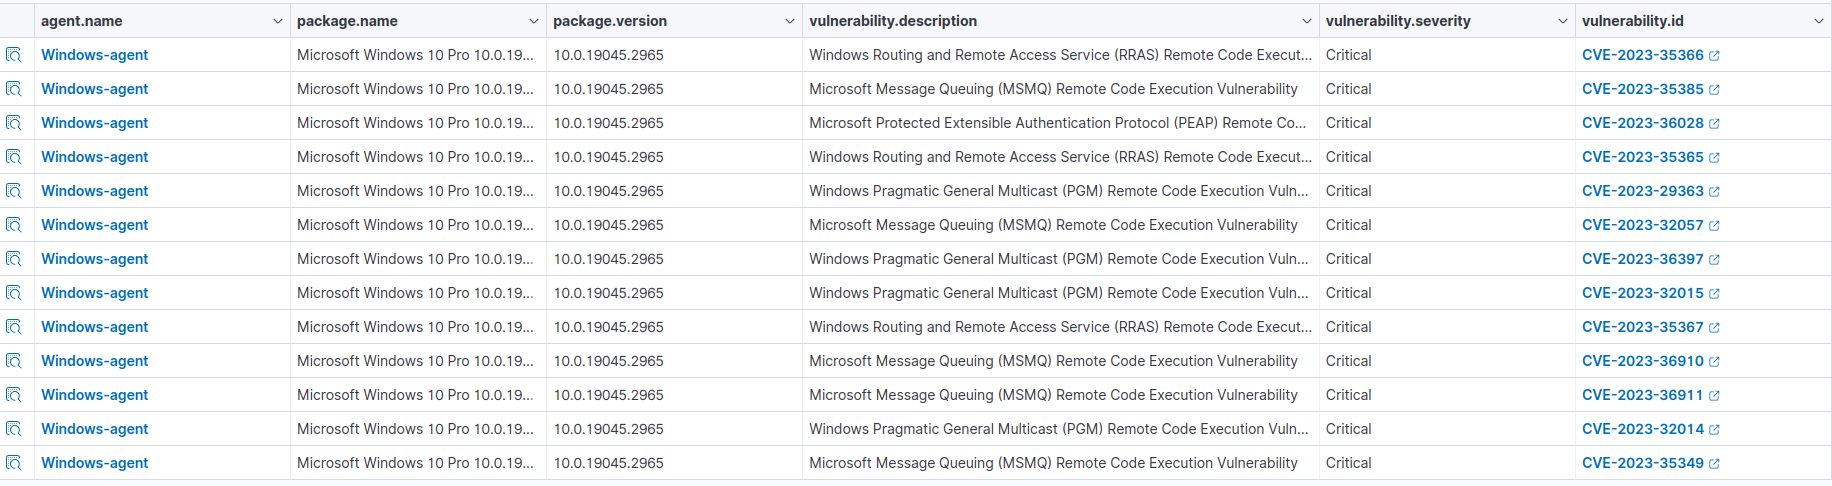 agent.name package.name package.version vulnerability.description vulnerability.severity vulnerability.id
Windows-agent Microsoft Windows 10 Pro 10.0.19... 10.0.19045.2965 Windows Routing and Remote Access Service (RRAS) Remote Code Execut... Critical CVE-2023-35366
Windows-agent Microsoft Windows 10 Pro 10.0.19... 10.0.19045.2965 Microsoft Message Queuing (MSMQ) Remote Code Execution Vulnerability Critical CVE-2023-35385
Windows-agent Microsoft Windows 10 Pro 10.0.19... 10.0.19045.2965 Microsoft Protected Extensible Authentication Protocol (PEAP) Remote Co... Critical CVE-2023-36028
Windows-agent Microsoft Windows 10 Pro 10.0.19... 10.0.19045.2965 Windows Routing and Remote Access Service (RRAS) Remote Code Execut... Critical CVE-2023-35365
Windows-agent Microsoft Windows 10 Pro 10.0.19... 10.0.19045.2965 Windows Pragmatic General Multicast (PGM) Remote Code Execution Vuln... Critical CVE-2023-29363
Windows-agent Microsoft Windows 10 Pro 10.0.19... 10.0.19045.2965 Microsoft Message Queuing (MSMQ) Remote Code Execution Vulnerability Critical CVE-2023-32057
Windows-agent Microsoft Windows 10 Pro 10.0.19... 10.0.19045.2965 Windows Pragmatic General Multicast (PGM) Remote Code Execution Vuln... Critical CVE-2023-36397
Windows-agent Microsoft Windows 10 Pro 10.0.19... 10.0.19045.2965 Windows Pragmatic General Multicast (PGM) Remote Code Execution Vuln... Critical CVE-2023-32015
Windows-agent Microsoft Windows 10 Pro 10.0.19... 10.0.19045.2965 Windows Routing and Remote Access Service (RRAS) Remote Code Execut... Critical CVE-2023-35367
Windows-agent Microsoft Windows 10 Pro 10.0.19... 10.0.19045.2965 Microsoft Message Queuing (MSMQ) Remote Code Execution Vulnerability Critical CVE-2023-36910
Windows-agent Microsoft Windows 10 Pro 10.0.19... 10.0.19045.2965 Microsoft Message Queuing (MSMQ) Remote Code Execution Vulnerability Critical CVE-2023-36911
Windows-agent Microsoft Windows 10 Pro 10.0.19... 10.0.19045.2965 Windows Pragmatic General Multicast (PGM) Remote Code Execution Vuln... Critical CVE-2023-32014
Windows-agent Microsoft Windows 10 Pro 10.0.19... 10.0.19045.2965 Microsoft Message Queuing (MSMQ) Remote Code Execution Vulnerability Critical CVE-2023-35349